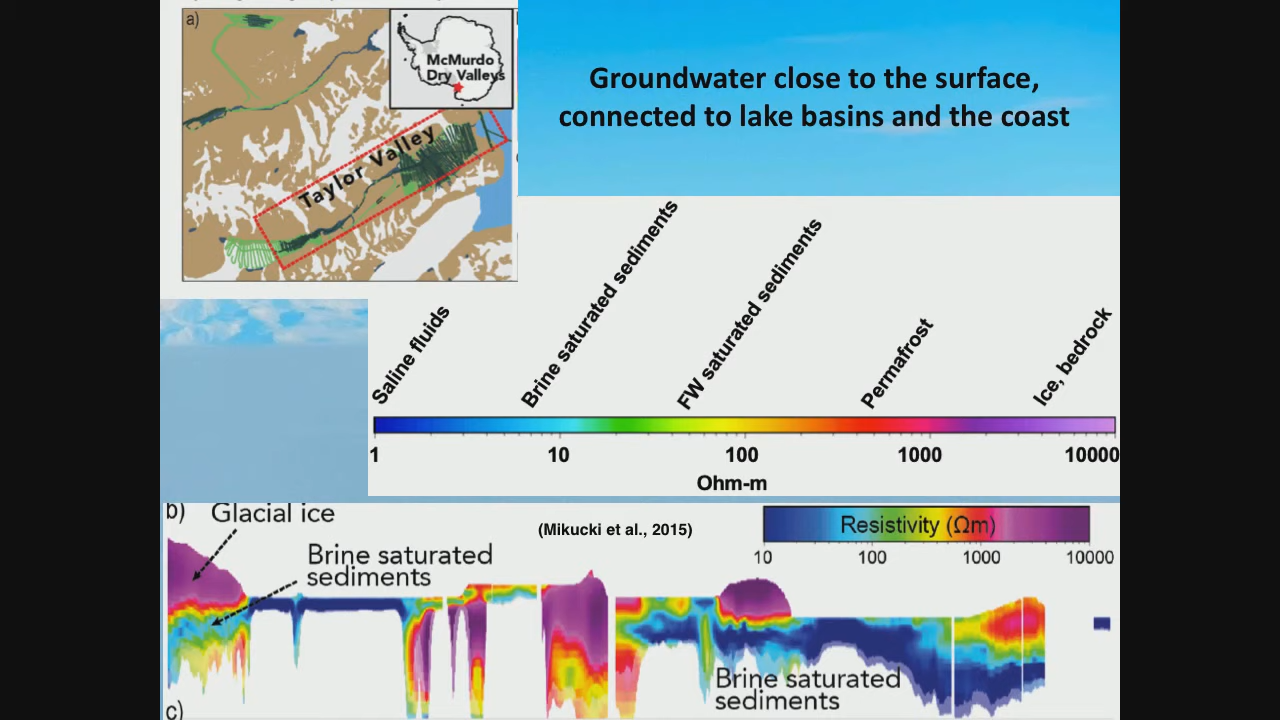 a)
McMurdo
Dry Valleys
Taylor Valley
Groundwater close to the surface,
connected to lake basins and the coast
Saline fluids
Brine saturated sediments
FW saturated sediments
Permafrost
Ice, bedrock
1 10 100 1000 10000
Ohm-m
b)
Glacial ice
(Mikucki et al., 2015)
Resistivity (Ωm)
10 100 1000 10000
Brine saturated
sediments
Brine saturated
sediments
c)